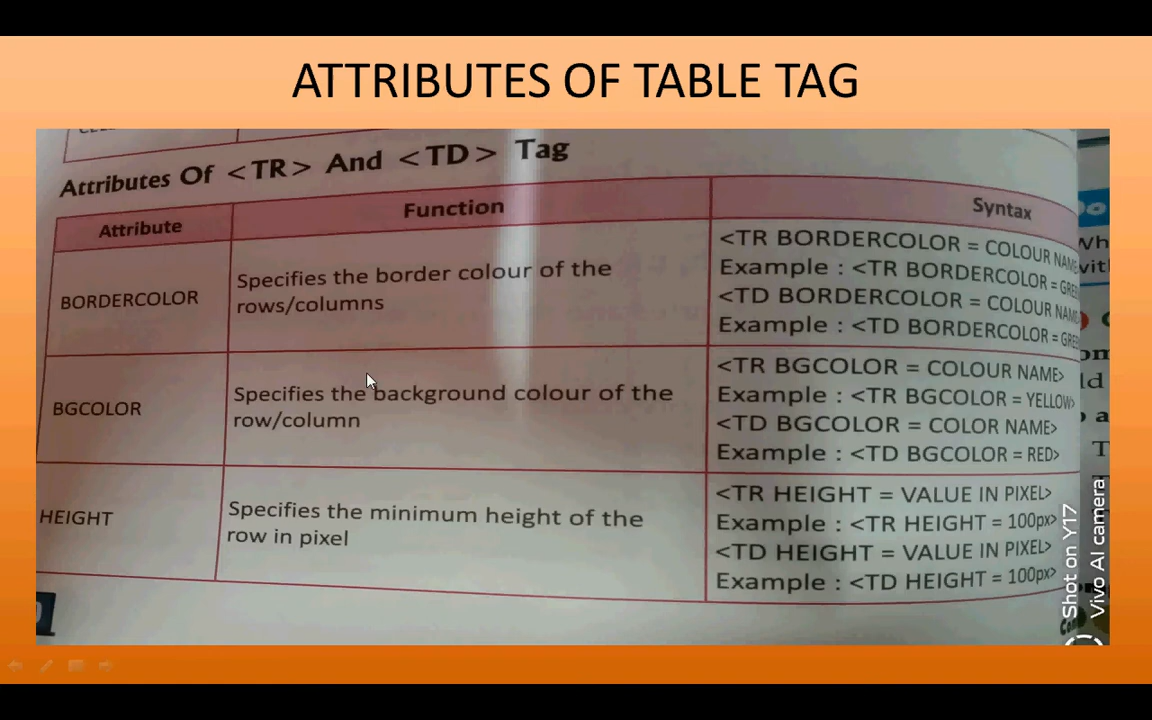 ATTRIBUTES OF TABLE TAG
Attributes Of <TR> And <TD> Tag
Attribute
Function
Syntax
BORDERCOLOR
Specifies the border colour of the
rows/columns
<TR BORDERCOLOR = COLOUR NAME
Example : <TR BORDERCOLOR =
<TD BORDERCOLOR = COLOUR NAME
Example : <TD BORDERCOLOR =
BGCOLOR
Specifies the background colour of the
row/column
<TR BGCOLOR = COLOUR NAME>
Example : <TR BGCOLOR = YELLOW>
<TD BGCOLOR = COLOR NAME>
Example : <TD BGCOLOR = RED>
HEIGHT
Specifies the minimum height of the
row in pixel
<TR HEIGHT = VALUE IN PIXEL>
Example : <TR HEIGHT = 100px>
<TD HEIGHT = VALUE IN PIXEL>
Example : <TD HEIGHT = 100px>
Shot on Y17
Vivo AI camera